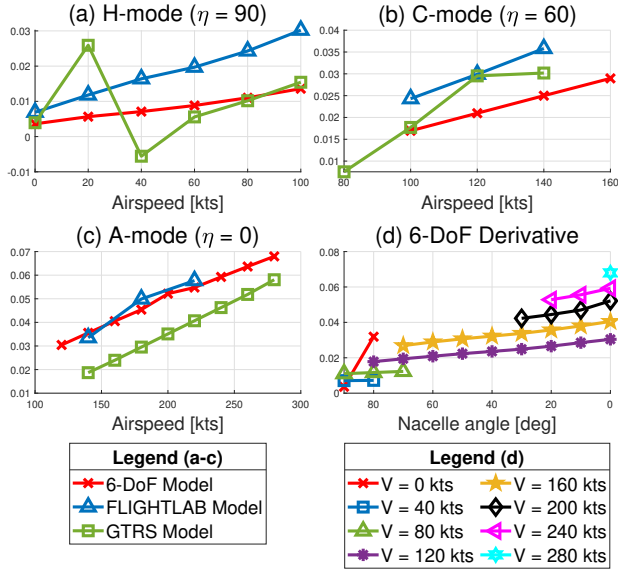 (a) H-mode (η = 90)
0.03
0.02
0.01
0
-0.01
0 20 40 60 80 100
Airspeed [kts]
(b) C-mode (η = 60)
0.04
0.035
0.03
0.025
0.02
0.015
0.01
80 100 120 140 160
Airspeed [kts]
(c) A-mode (η = 0)
0.07
0.06
0.05
0.04
0.03
0.02
0.01
100 150 200 250 300
Airspeed [kts]
(d) 6-DoF Derivative
0.08
0.06
0.04
0.02
0
80 60 40 20 0
Nacelle angle [deg]
Legend (a-c)
6-DoF Model
FLIGHTLAB Model
GTRS Model
Legend (d)
V = 0 kts
V = 40 kts
V = 80 kts
V = 120 kts
V = 160 kts
V = 200 kts
V = 240 kts
V = 280 kts